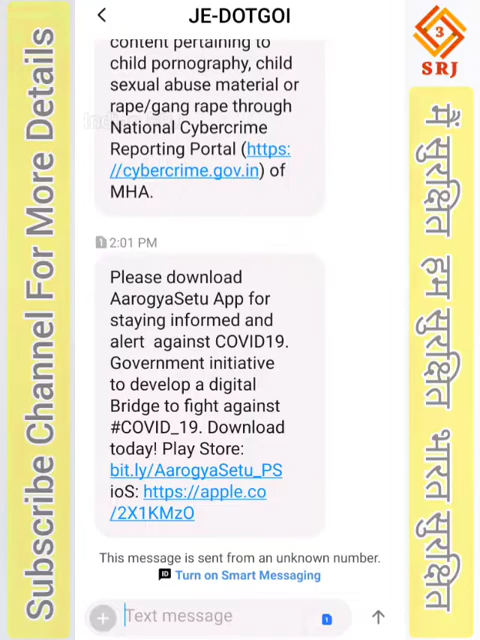 JE-DOTGOI
content pertaining to
child pornography, child
sexual abuse material or
rape/gang rape through
National Cybercrime
Reporting Portal (https:
//cybercrime.gov.in) of
MHA.
2:01 PM
Please download
AarogyaSetu App for
staying informed and
alert against COVID19.
Government initiative
to develop a digital
Bridge to fight against
#COVID_19. Download
today! Play Store:
bit.ly/AarogyaSetu_PS
ioS: https://apple.co
/2X1KMzO
This message is sent from an unknown number.
Turn on Smart Messaging
Text message
Subscribe Channel For More Details
3
SRJ
में सुरक्षित हम सुरक्षित भारत सुरक्षित